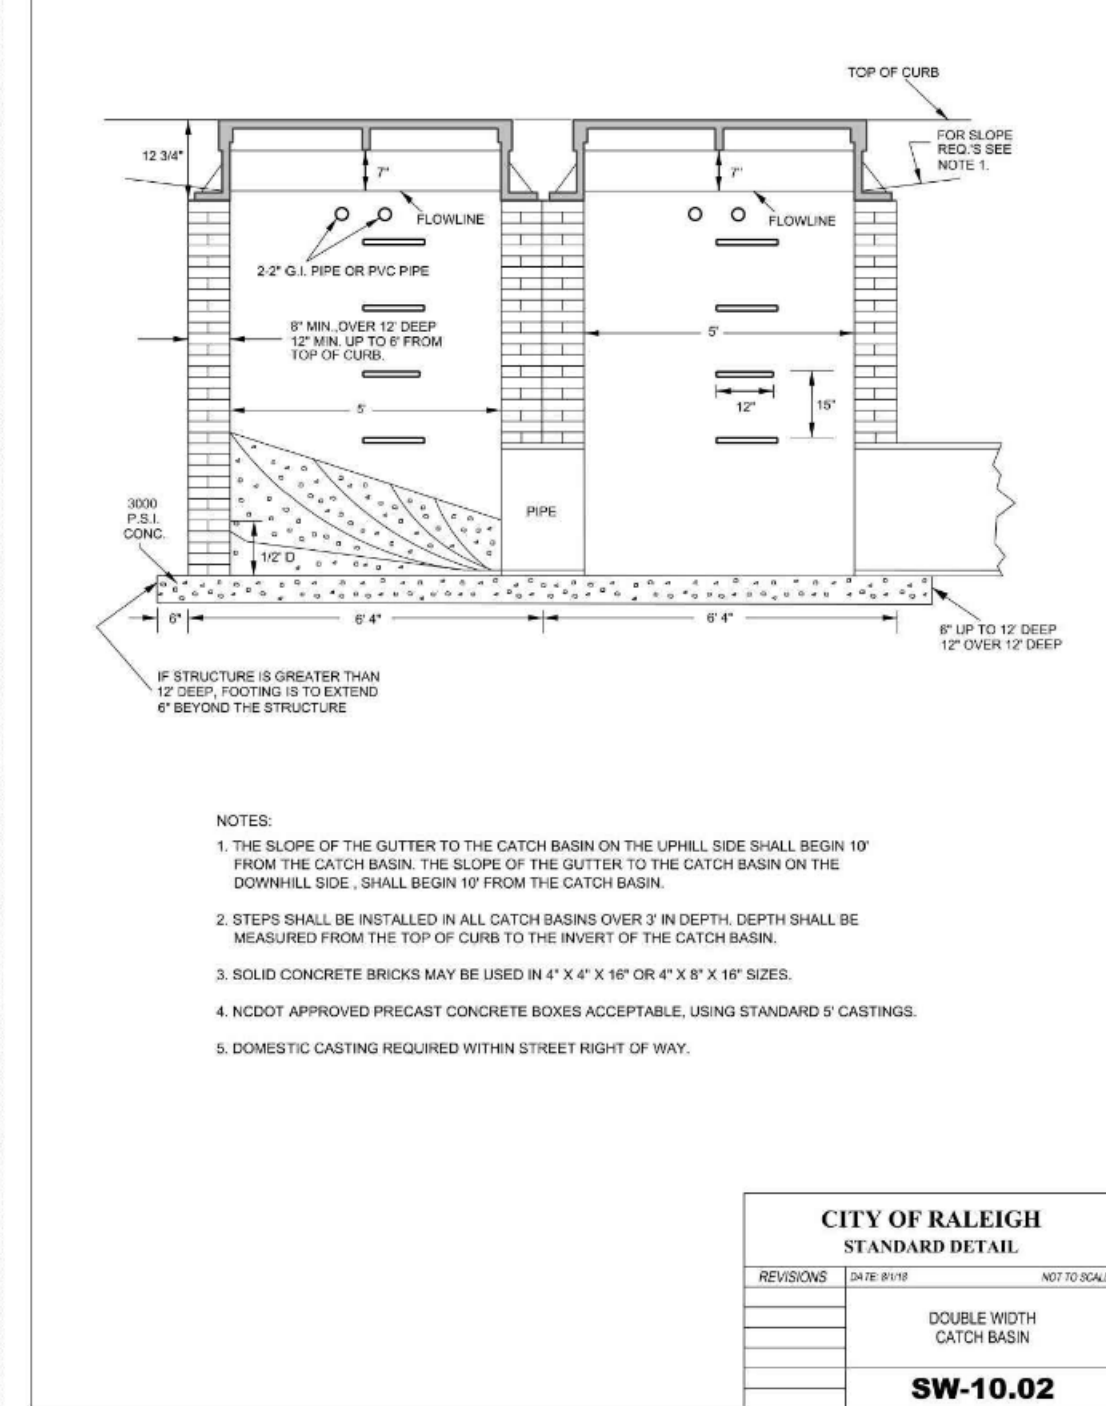 TOP OF CURB
12 3/4"
7"
7"
FOR SLOPE
REQ.'S SEE
NOTE 1.
FLOWLINE
FLOWLINE
2-2" G.I. PIPE OR PVC PIPE
8" MIN.,OVER 12' DEEP
12" MIN. UP TO 6' FROM
TOP OF CURB.
5'
5'
12"
15"
3000
P.S.I.
CONC.
PIPE
1/2' D
6"
6' 4"
6' 4"
6" UP TO 12' DEEP
12" OVER 12' DEEP
IF STRUCTURE IS GREATER THAN
12' DEEP, FOOTING IS TO EXTEND
6" BEYOND THE STRUCTURE
NOTES:
1. THE SLOPE OF THE GUTTER TO THE CATCH BASIN ON THE UPHILL SIDE SHALL BEGIN 10'
FROM THE CATCH BASIN. THE SLOPE OF THE GUTTER TO THE CATCH BASIN ON THE
DOWNHILL SIDE , SHALL BEGIN 10' FROM THE CATCH BASIN.
2. STEPS SHALL BE INSTALLED IN ALL CATCH BASINS OVER 3' IN DEPTH. DEPTH SHALL BE
MEASURED FROM THE TOP OF CURB TO THE INVERT OF THE CATCH BASIN.
3. SOLID CONCRETE BRICKS MAY BE USED IN 4" X 4" X 16" OR 4" X 8" X 16" SIZES.
4. NCDOT APPROVED PRECAST CONCRETE BOXES ACCEPTABLE, USING STANDARD 5' CASTINGS.
5. DOMESTIC CASTING REQUIRED WITHIN STREET RIGHT OF WAY.
CITY OF RALEIGH
STANDARD DETAIL
REVISIONS
DATE: 8/1/18
NOT TO SCALE
DOUBLE WIDTH
CATCH BASIN
SW-10.02